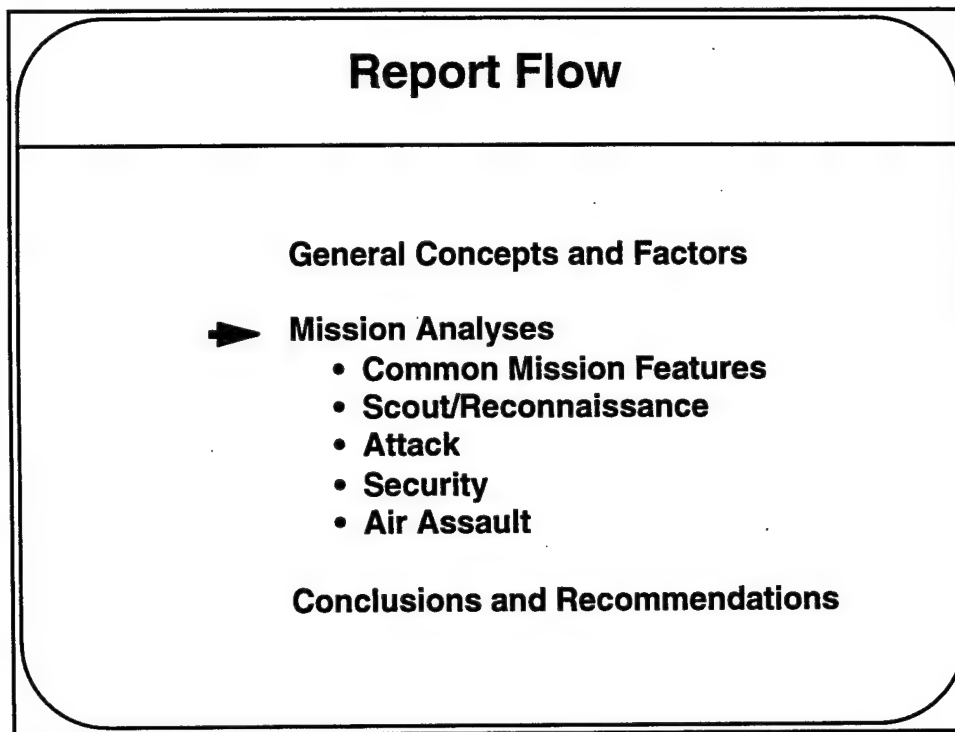 Report Flow
General Concepts and Factors
Mission Analyses
• Common Mission Features
• Scout/Reconnaissance
• Attack
• Security
• Air Assault
Conclusions and Recommendations